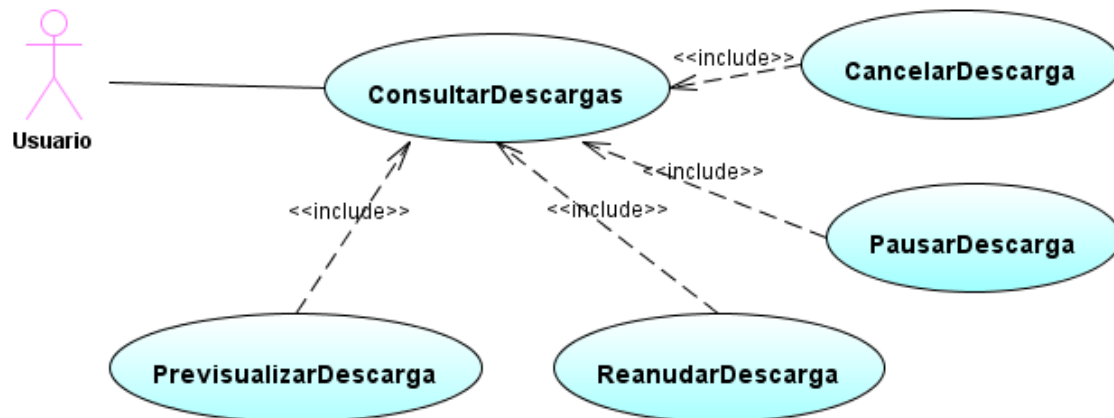 <<include>>
CancelarDescarga
ConsultarDescargas
Usuario
<<include>>
<<include>>
<<include>>
PausarDescarga
PrevisualizarDescarga
ReanudarDescarga